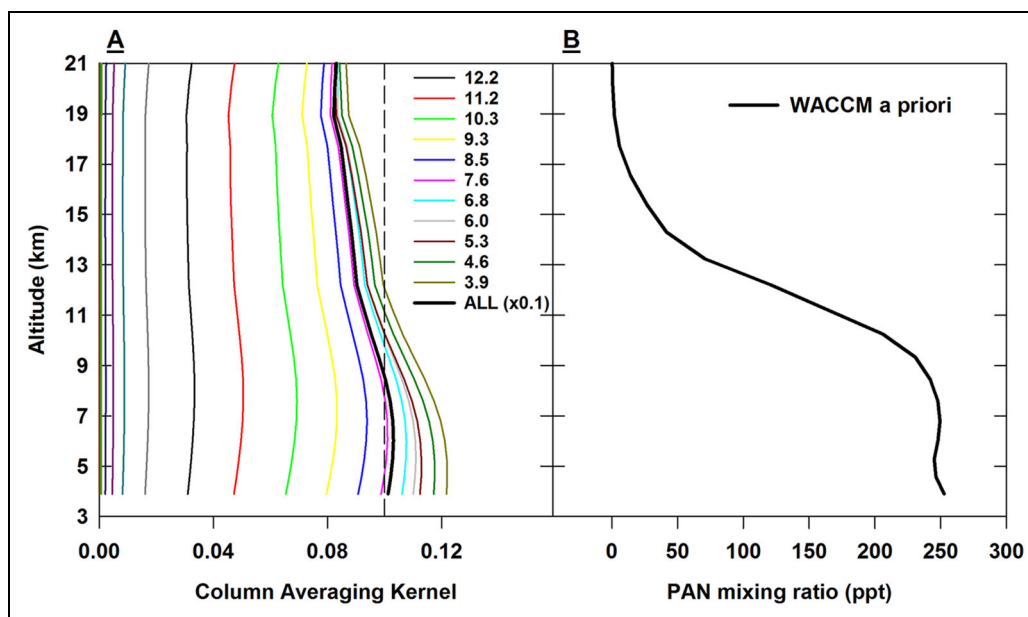 A
B
21
19
17
15
13
11
9
7
5
3
Altitude (km)
12.2
11.2
10.3
9.3
8.5
7.6
6.8
6.0
5.3
4.6
3.9
ALL (x0.1)
WACCM a priori
0.00 0.04 0.08 0.12
0 50 100 150 200 250 300
Column Averaging Kernel
PAN mixing ratio (ppt)